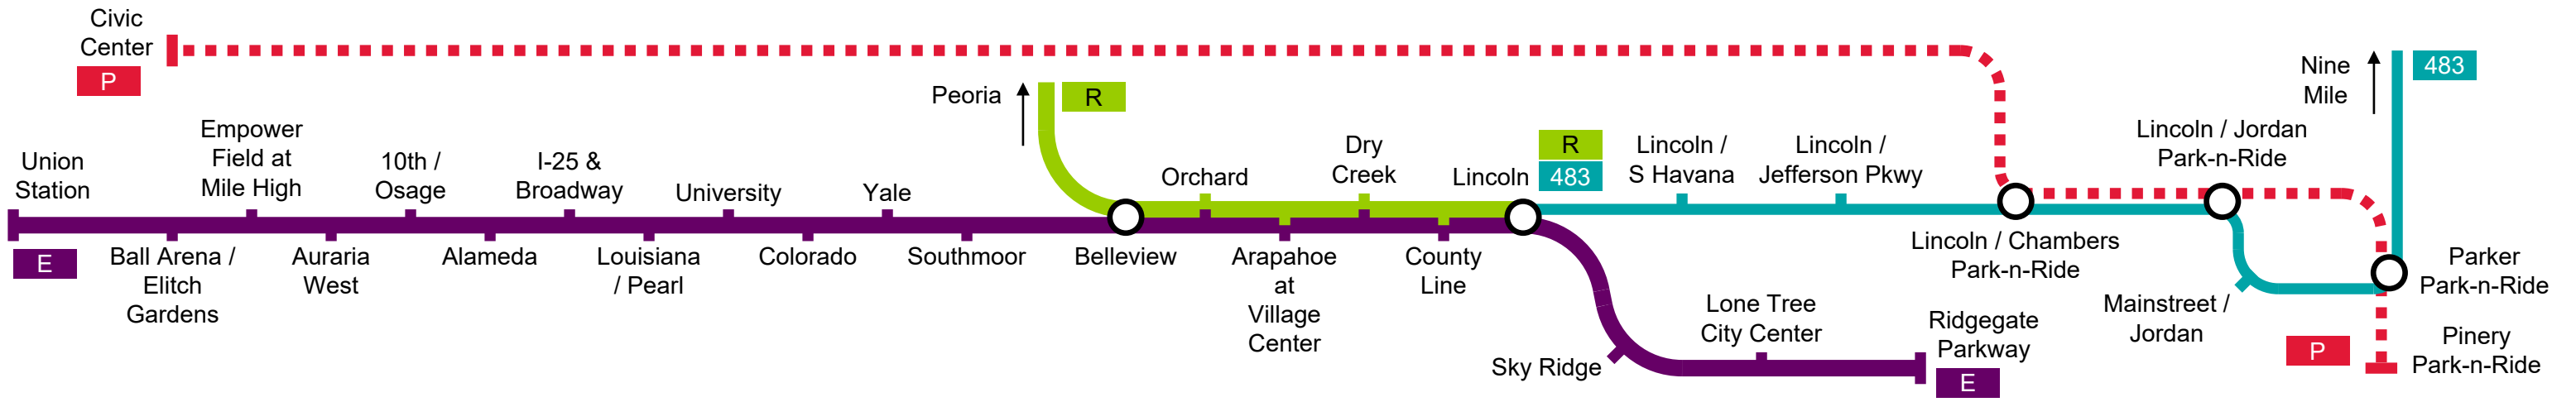 Civic
Center
P
Peoria
R
Nine
Mile
483
Union
Station
E
Ball Arena /
Elitch
Gardens
Empower
Field at
Mile High
Auraria
West
10th /
Osage
Alameda
I-25 &
Broadway
Louisiana
/ Pearl
University
Colorado
Yale
Southmoor
Belleview
Orchard
Arapahoe
at
Village
Center
Dry
Creek
County
Line
Lincoln
R
483
Lincoln /
S Havana
Lincoln /
Jefferson Pkwy
Lincoln / Chambers
Park-n-Ride
Lincoln / Jordan
Park-n-Ride
Mainstreet /
Jordan
Parker
Park-n-Ride
P
Pinery
Park-n-Ride
Sky Ridge
Lone Tree
City Center
Ridgegate
Parkway
E